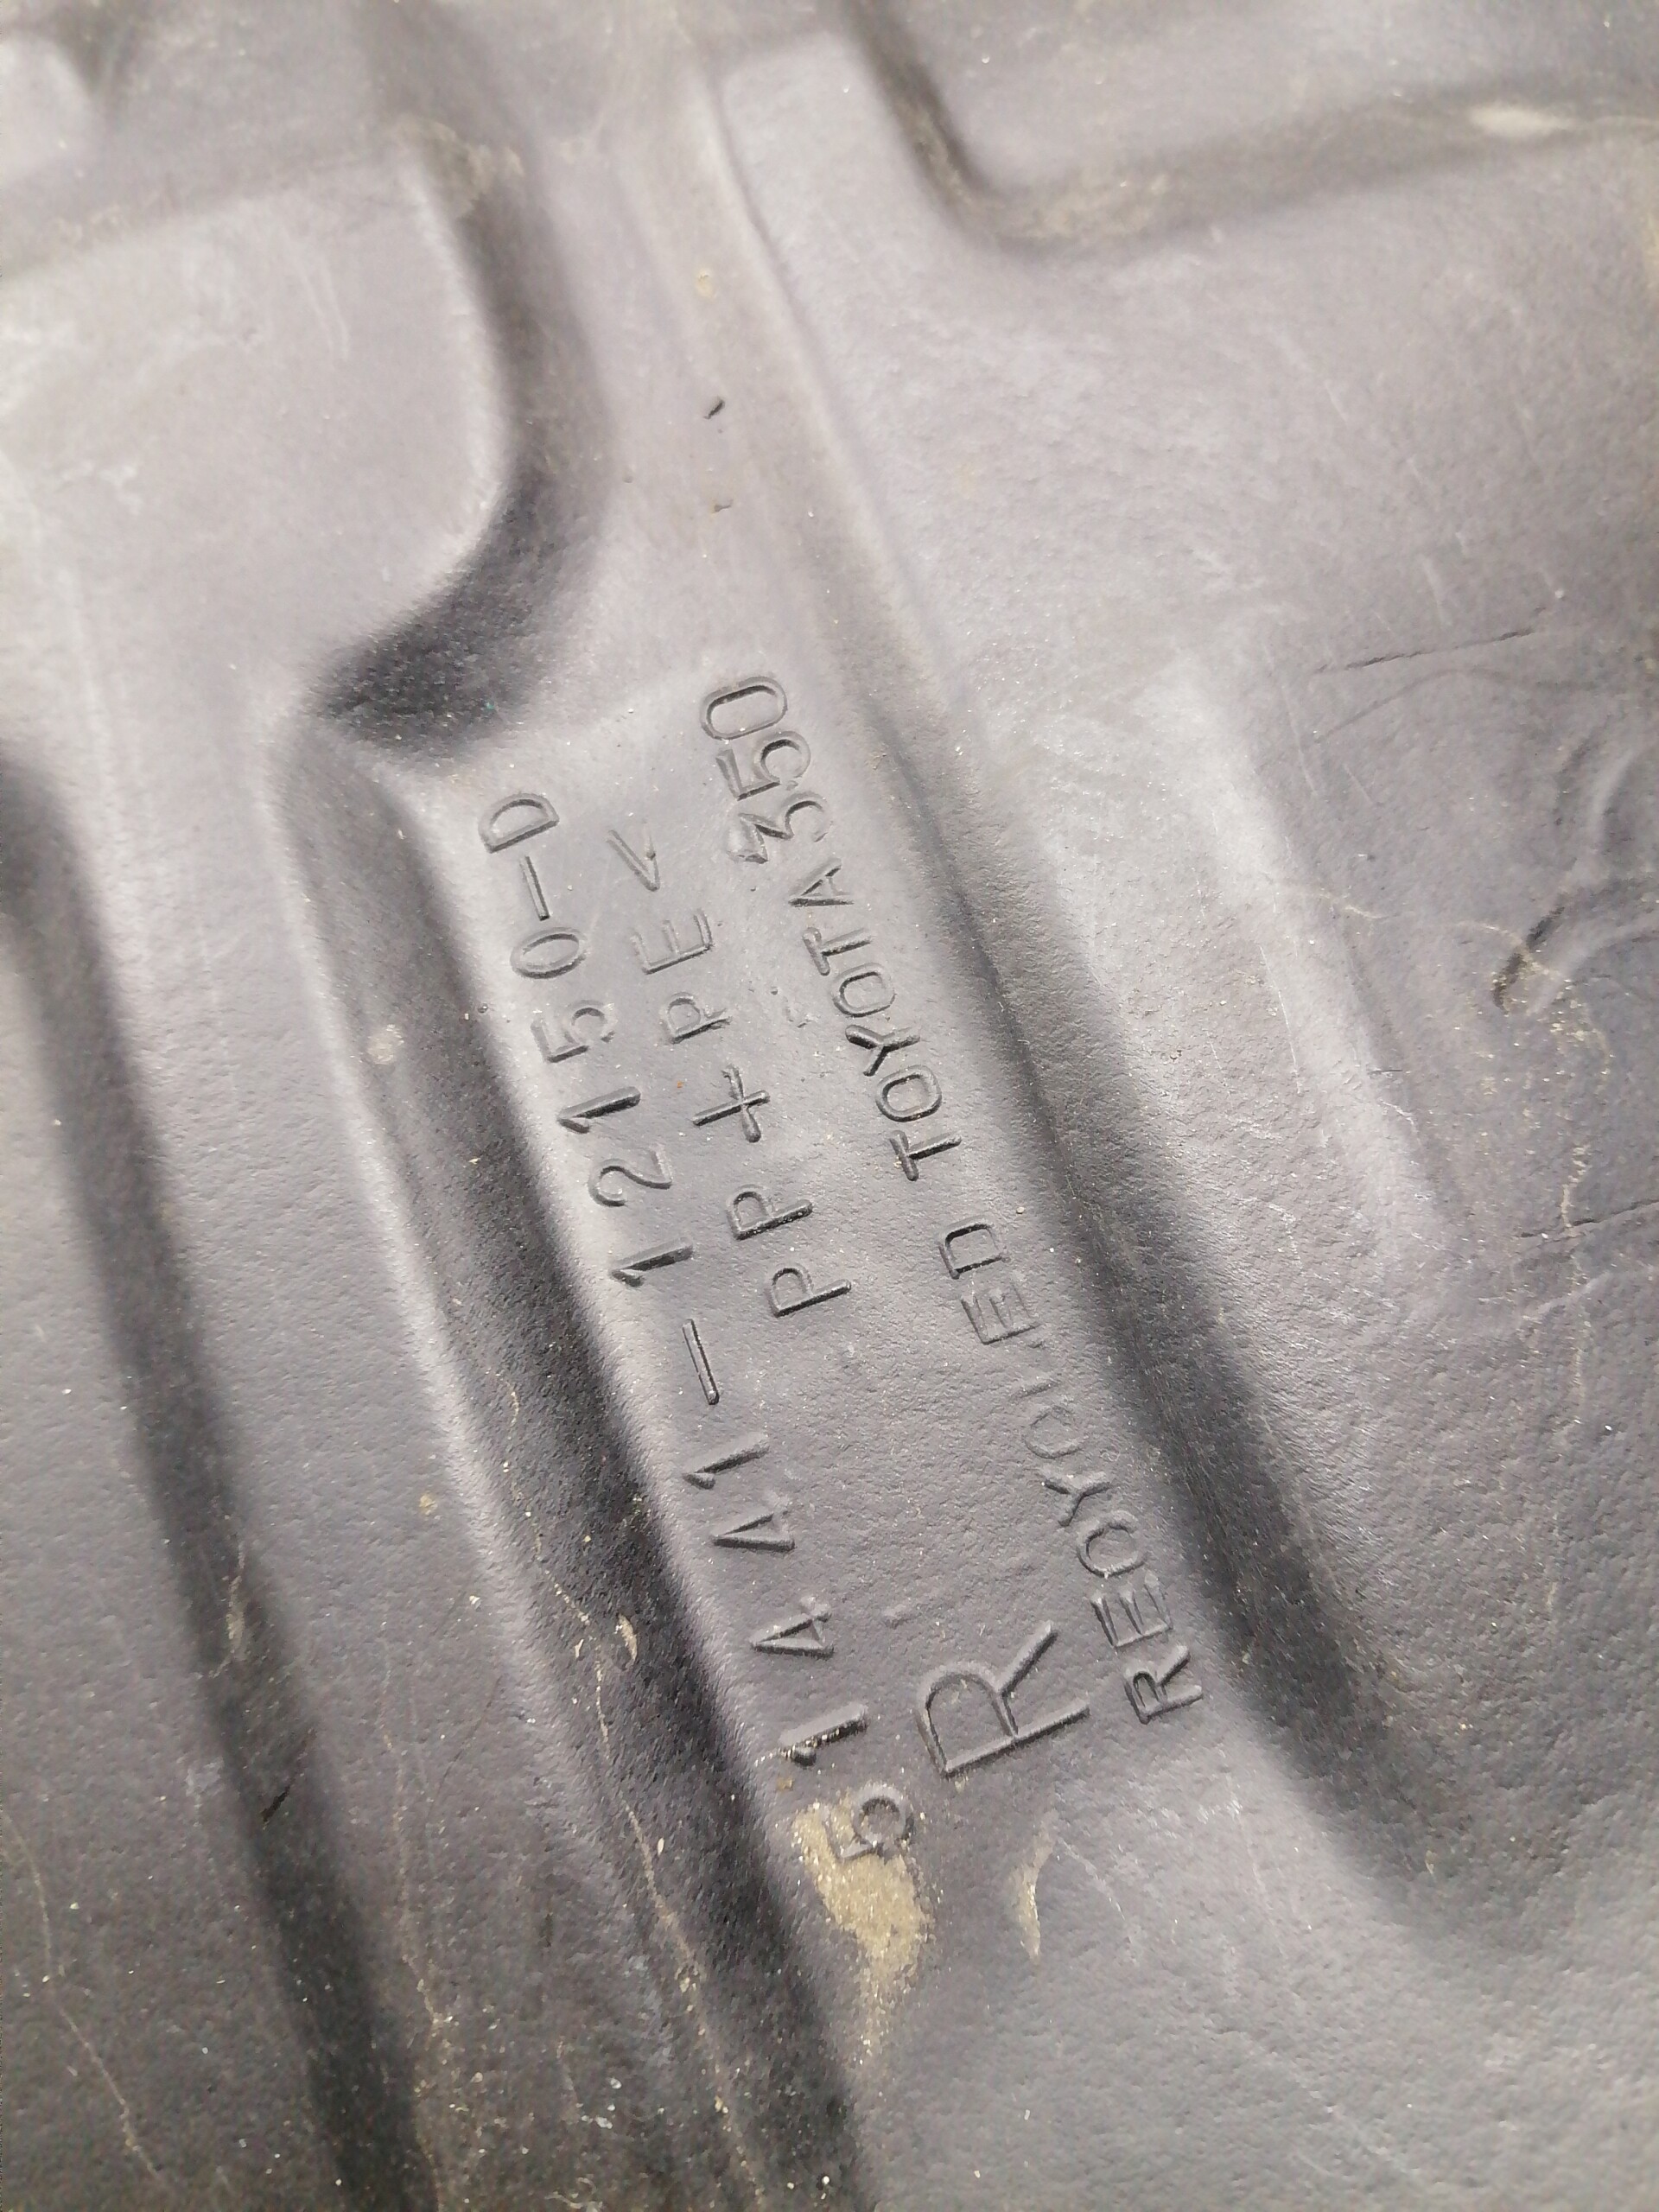 51441-12150-D
PP+PE<
R 350
RECYCLED TOYOTA